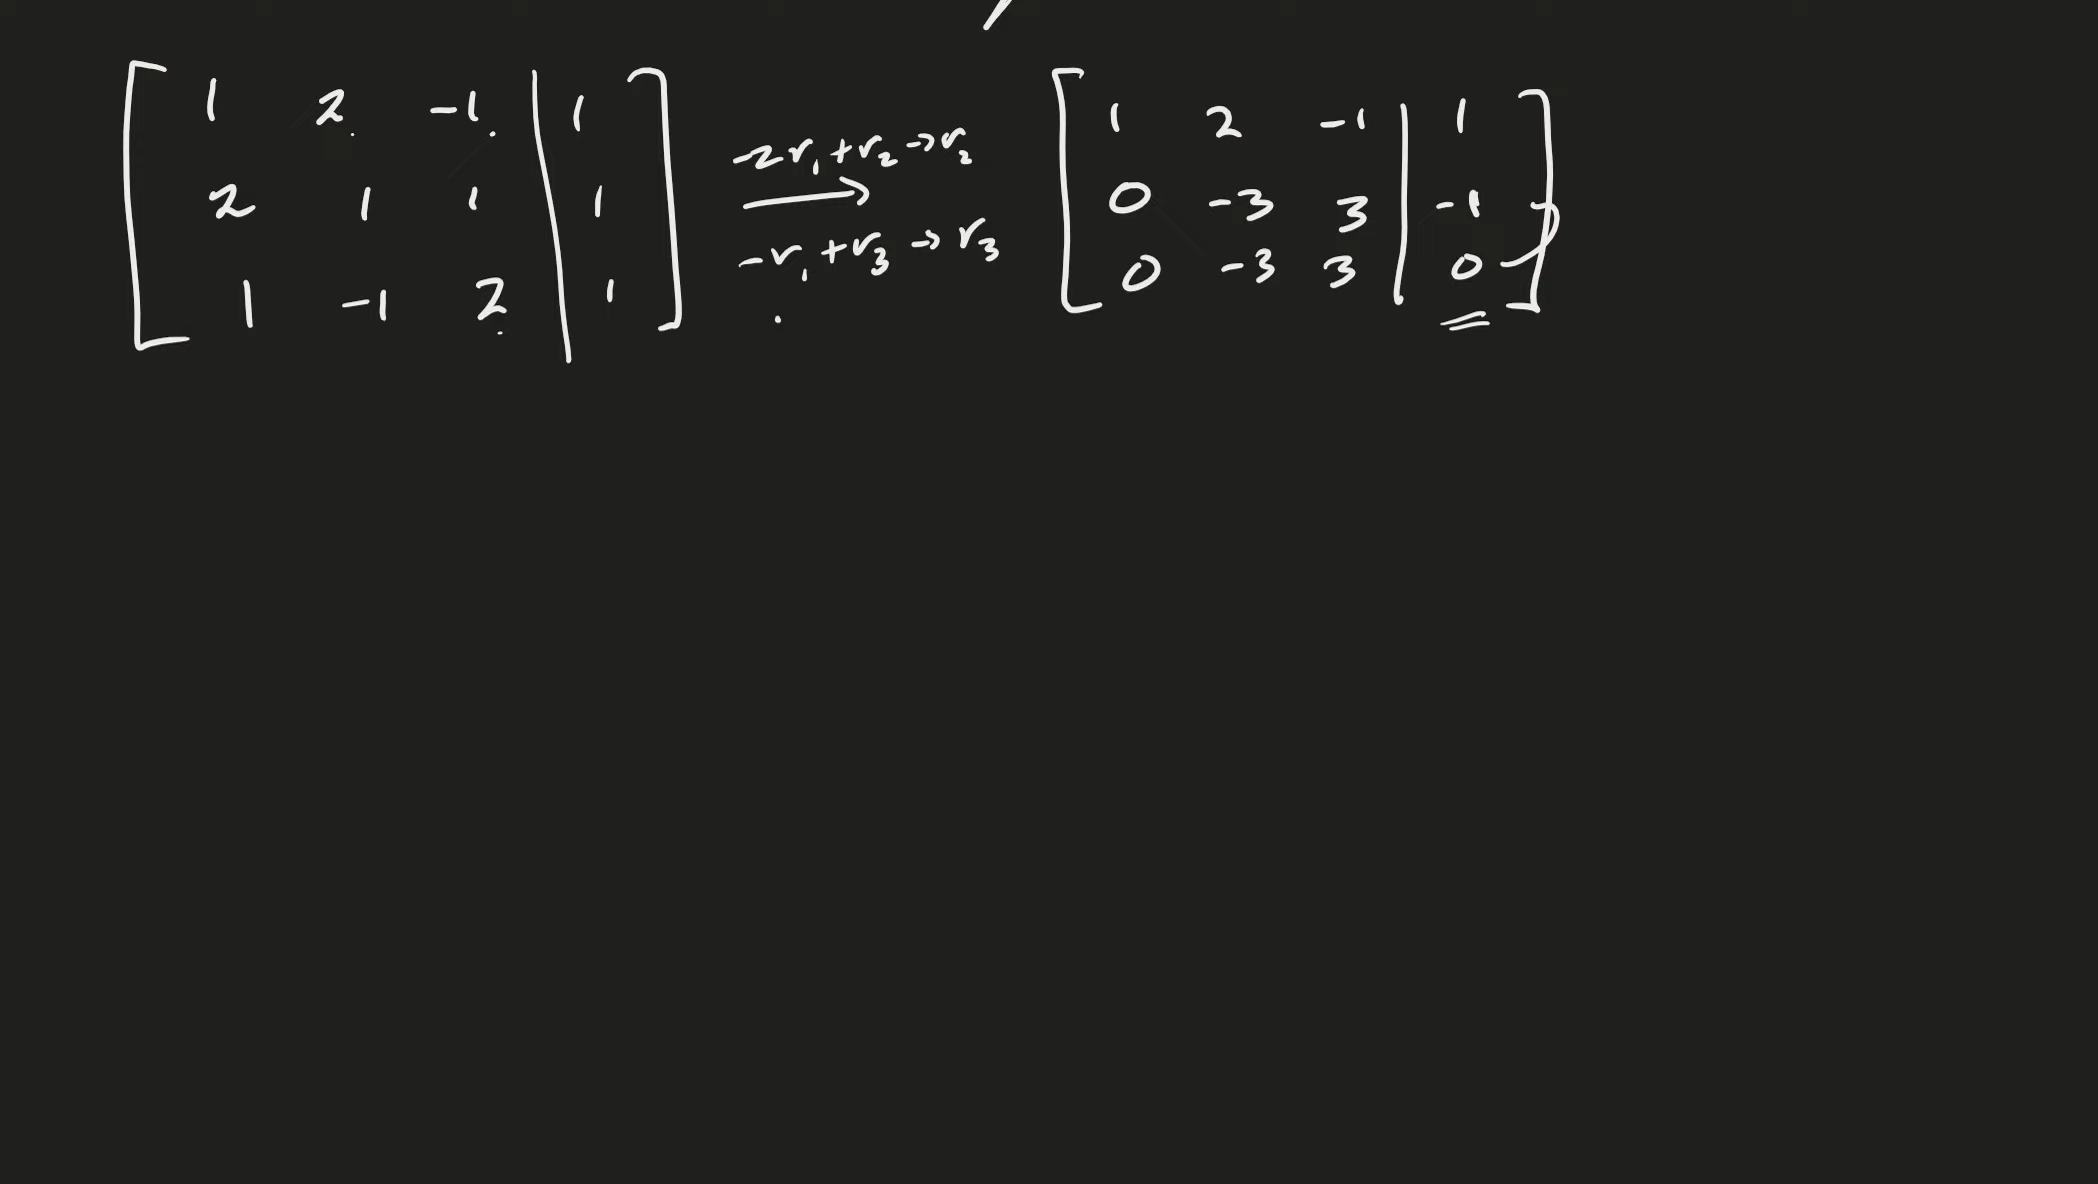 1 2 -1 | 1
2 1 1 | 1
1 -1 2 | 1
-2r₁+r₂→r₂
-r₁+r₃→r₃
1 2 -1 | 1
0 -3 3 | -1
0 -3 3 | 0